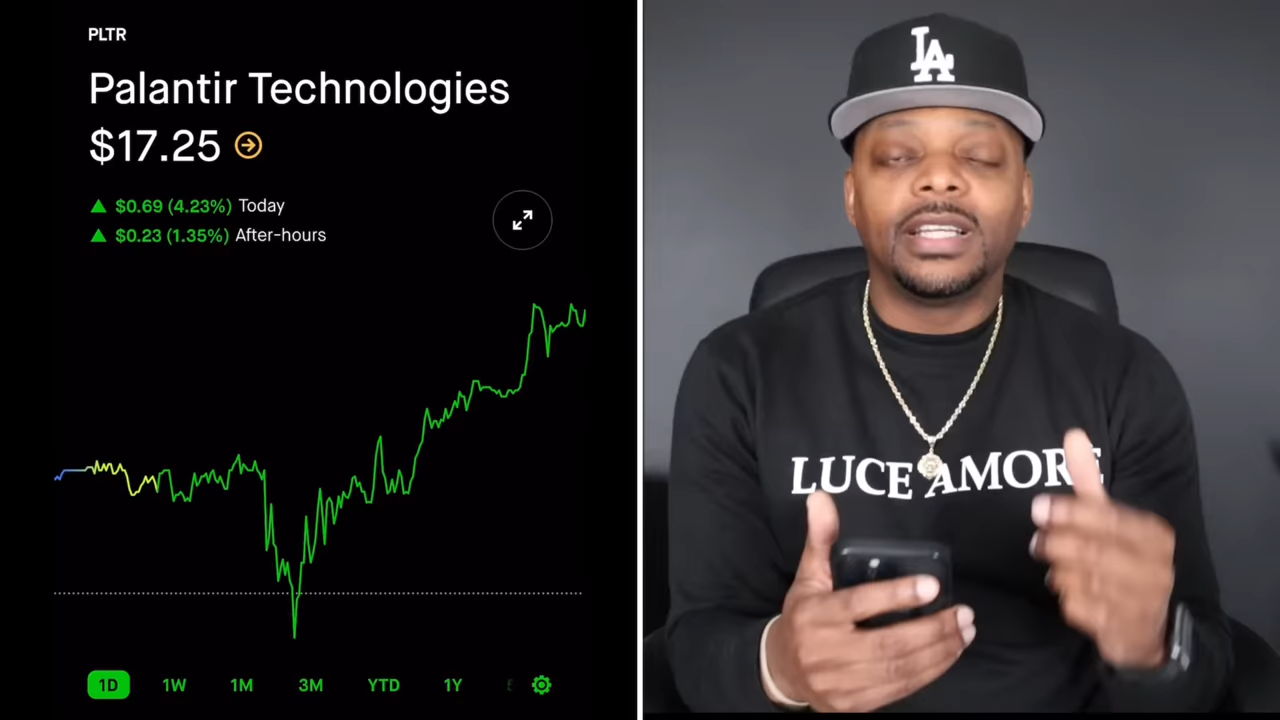 PLTR
Palantir Technologies
$17.25
$0.69 (4.23%) Today
$0.23 (1.35%) After-hours
1D 1W 1M 3M YTD 1Y
LA
LUCE AMORE